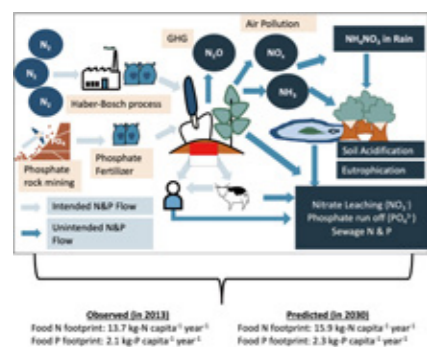 Air Pollution
GHG
N₂
N₂
N₂
N₂O
NOₓ
NH₄NO₃ in Rain
NH₃
Haber-Bosch process
PO₄
Phosphate
rock mining
Phosphate
Fertilizer
Soil Acidification
Eutrophication
Intended N&P
Flow
Unintended N&P
Flow
Nitrate Leaching (NO₃⁻)
Phosphate run off (PO₄³⁻)
Sewage N & P
Observed (in 2013)
Food N footprint: 13.7 kg-N capita⁻¹ year⁻¹
Food P footprint: 2.1 kg-P capita⁻¹ year⁻¹
Predicted (in 2030)
Food N footprint: 15.9 kg-N capita⁻¹ year⁻¹
Food P footprint: 2.3 kg-P capita⁻¹ year⁻¹